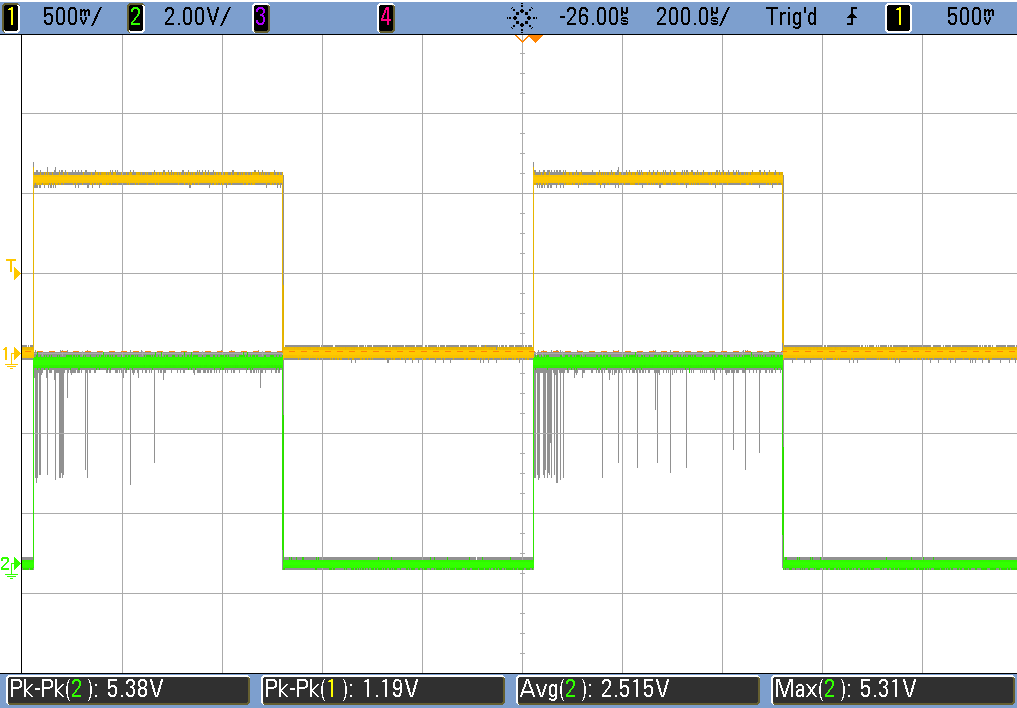 1 500mV/ 2 2.00V/ 3 4 -26.00µs 200.0µs/ Trig'd 1 500mV
T
1
2
Pk-Pk(2): 5.38V Pk-Pk(1): 1.19V Avg(2): 2.515V Max(2): 5.31V